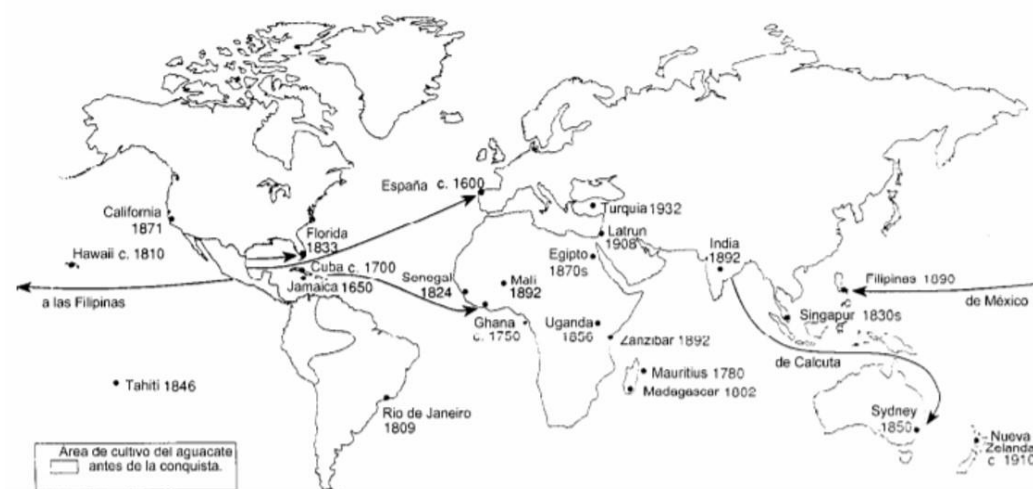 España c. 1600
California
1871
Florida
1833
Turquia 1932
Latrun
1908
India
1892
Hawaii c. 1810
Egipto
1870s
Cuba c. 1700
Jamaica 1650
Senegal
1824
Mali
1892
Filipinas 1890
a las Filipinas
de México
Singapur 1830s
Ghana
c. 1750
Uganda
1856
Zanzibar 1892
de Calcuta
Mauritius 1780
Tahiti 1846
Madagascar
Rio de Janeiro
1809
Sydney
1850
Nueva
Zelanda
c 1910
Área de cultivo del aguacate
antes de la conquista.